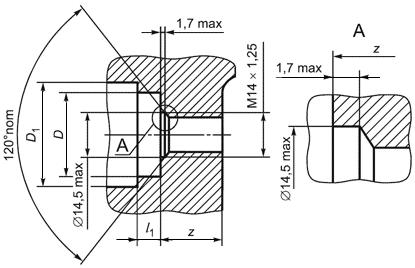 1,7 max
A
z
1,7 max
M14 × 1,25
120°nom
D₁
D
A
Ø14,5 max
Ø14,5 max
l₁
z